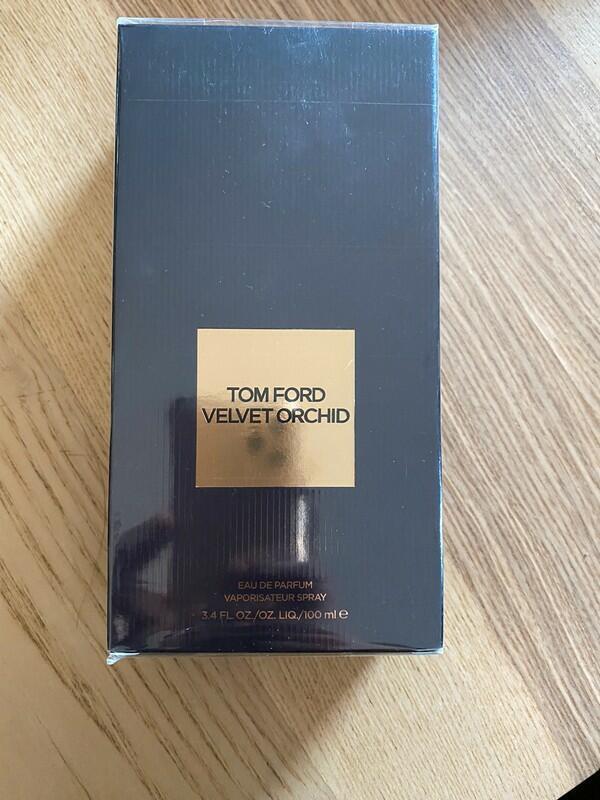 TOM FORD
VELVET ORCHID
EAU DE PARFUM
VAPORISATEUR SPRAY
3.4 FL. OZ./OZ. LIQ./100 ml ℮